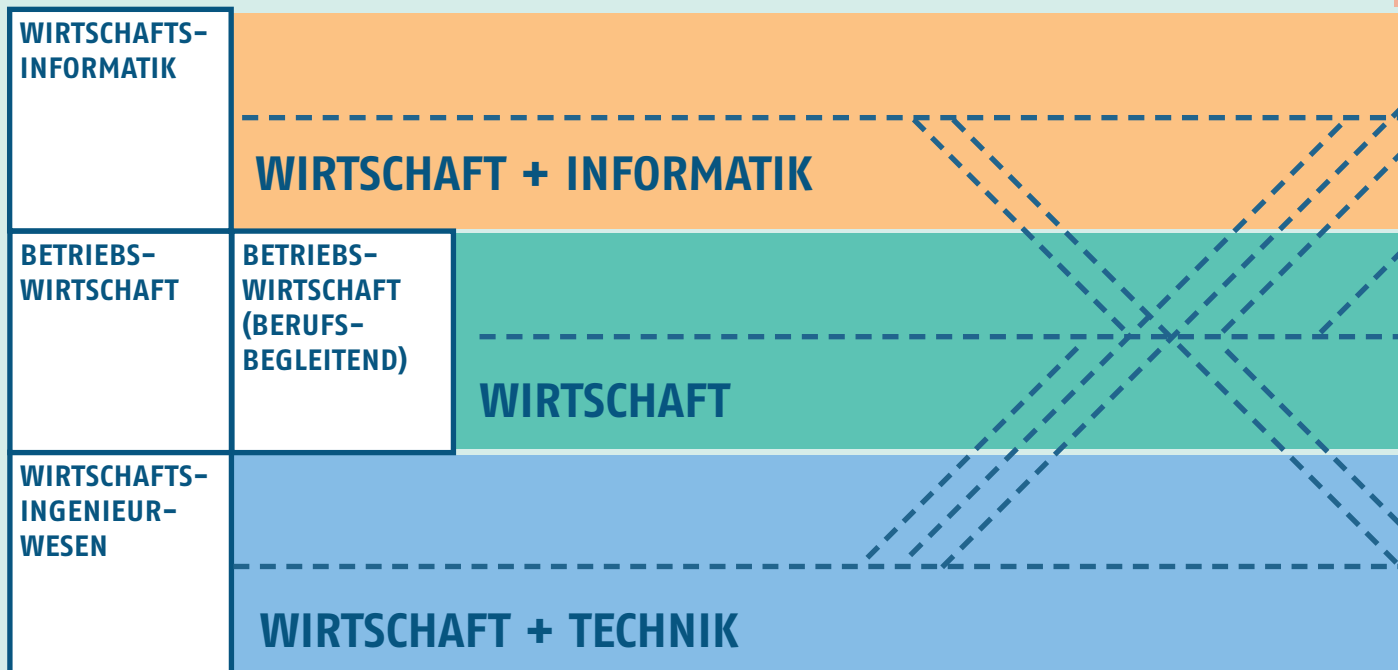 WIRTSCHAFTS-
INFORMATIK
WIRTSCHAFT + INFORMATIK
BETRIEBS-
WIRTSCHAFT
BETRIEBS-
WIRTSCHAFT
(BERUFS-
BEGLEITEND)
WIRTSCHAFT
WIRTSCHAFTS-
INGENIEUR-
WESEN
WIRTSCHAFT + TECHNIK